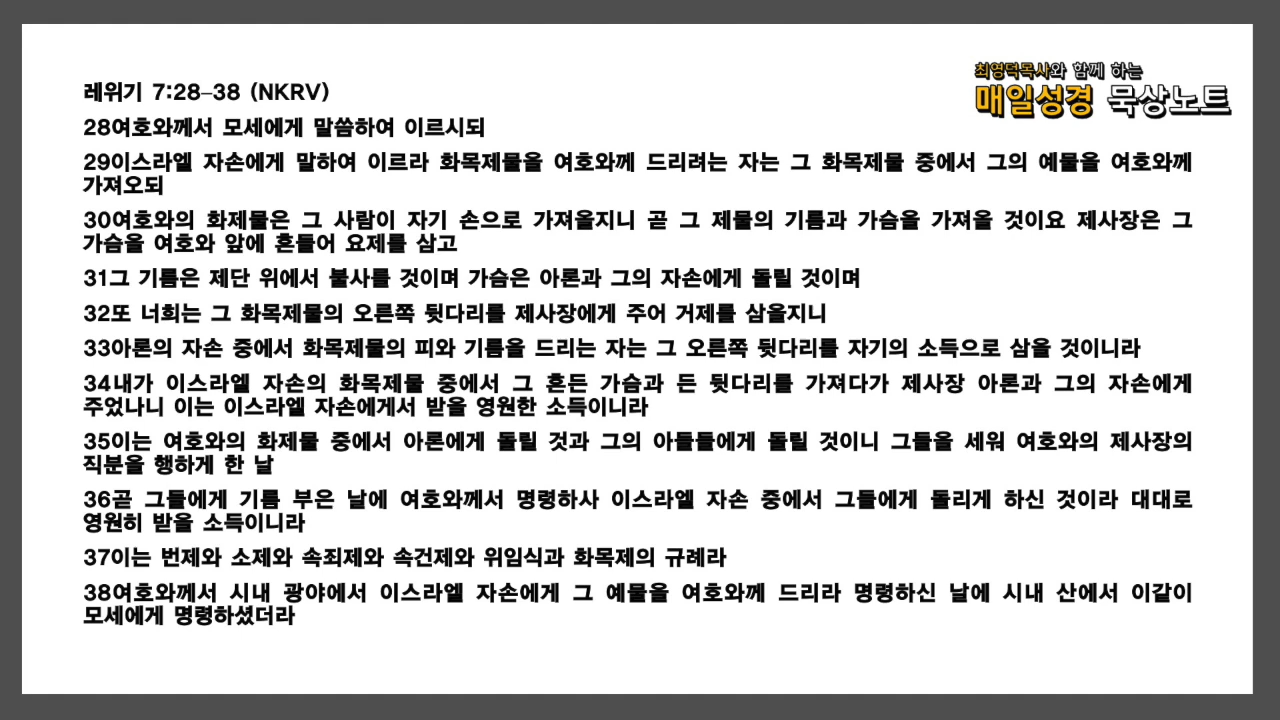 최영덕목사와 함께 하는
매일성경 묵상노트
레위기 7:28–38 (NKRV)
28여호와께서 모세에게 말씀하여 이르시되
29이스라엘 자손에게 말하여 이르라 화목제물을 여호와께 드리려는 자는 그 화목제물 중에서 그의 예물을 여호와께
가져오되
30여호와의 화제물은 그 사람이 자기 손으로 가져올지니 곧 그 제물의 기름과 가슴을 가져올 것이요 제사장은 그
가슴을 여호와 앞에 흔들어 요제를 삼고
31그 기름은 제단 위에서 불사를 것이며 가슴은 아론과 그의 자손에게 돌릴 것이며
32또 너희는 그 화목제물의 오른쪽 뒷다리를 제사장에게 주어 거제를 삼을지니
33아론의 자손 중에서 화목제물의 피와 기름을 드리는 자는 그 오른쪽 뒷다리를 자기의 소득으로 삼을 것이니라
34내가 이스라엘 자손의 화목제물 중에서 그 흔든 가슴과 든 뒷다리를 가져다가 제사장 아론과 그의 자손에게
주었나니 이는 이스라엘 자손에게서 받을 영원한 소득이니라
35이는 여호와의 화제물 중에서 아론에게 돌릴 것과 그의 아들들에게 돌릴 것이니 그들을 세워 여호와의 제사장의
직분을 행하게 한 날
36곧 그들에게 기름 부은 날에 여호와께서 명령하사 이스라엘 자손 중에서 그들에게 돌리게 하신 것이라 대대로
영원히 받을 소득이니라
37이는 번제와 소제와 속죄제와 속건제와 위임식과 화목제의 규례라
38여호와께서 시내 광야에서 이스라엘 자손에게 그 예물을 여호와께 드리라 명령하신 날에 시내 산에서 이같이
모세에게 명령하셨더라